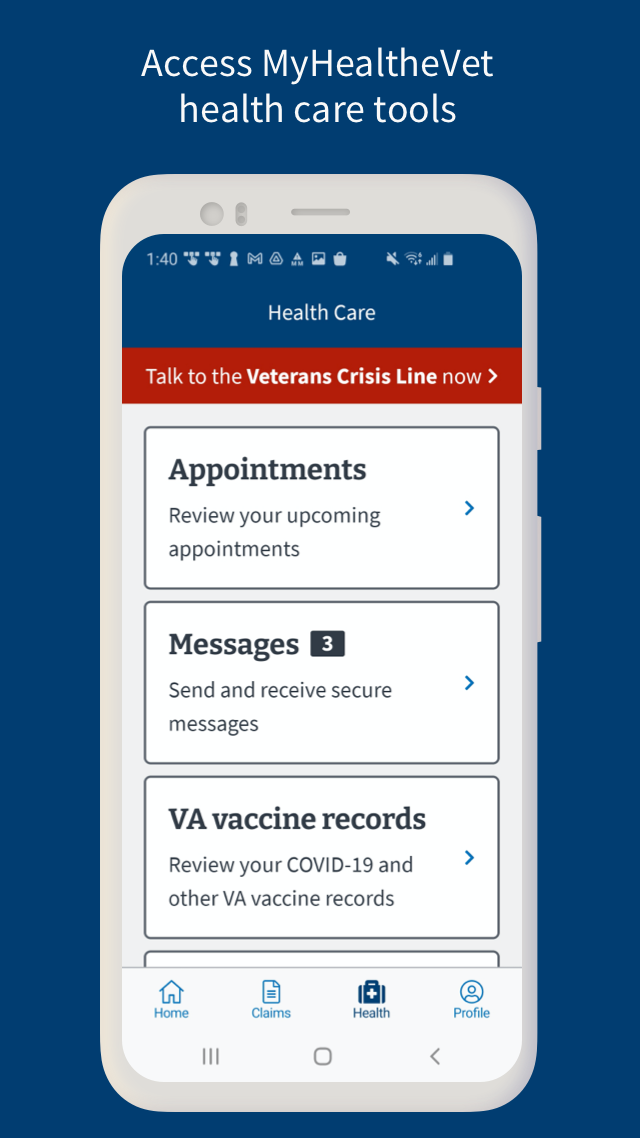 Access MyHealtheVet
health care tools
1:40
Health Care
Talk to the Veterans Crisis Line now
Appointments
Review your upcoming
appointments
Messages 3
Send and receive secure
messages
VA vaccine records
Review your COVID-19 and
other VA vaccine records
Home Claims Health Profile